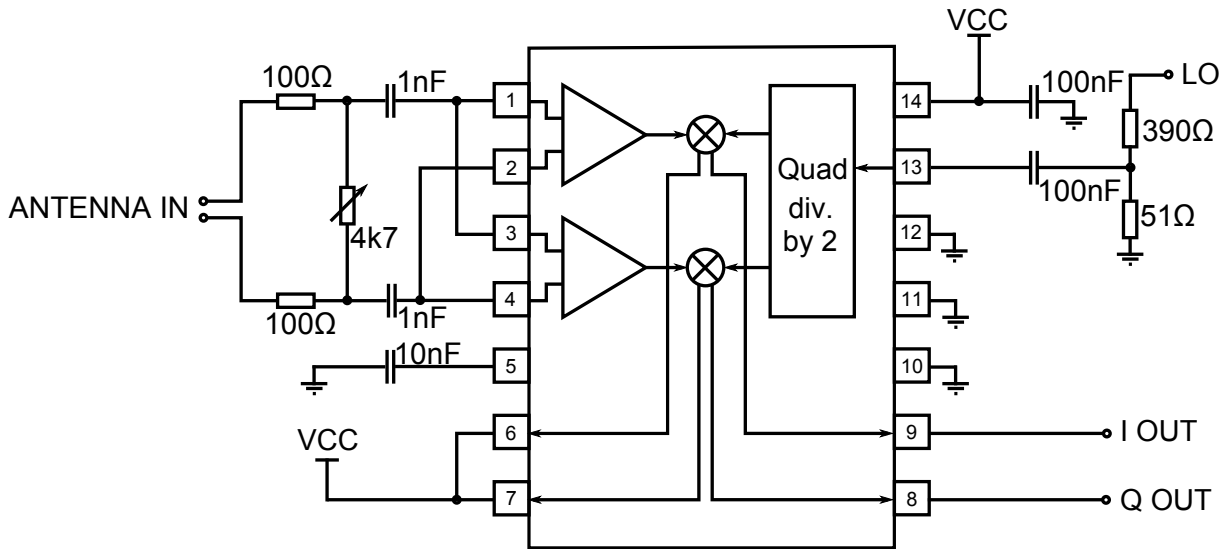 VCC
100Ω
1nF
100nF
LO
1
14
390Ω
2
Quad
div.
by 2
13
100nF
ANTENNA IN
4k7
51Ω
3
12
4
11
100Ω
1nF
10nF
5
10
VCC
6
9
I OUT
7
8
Q OUT